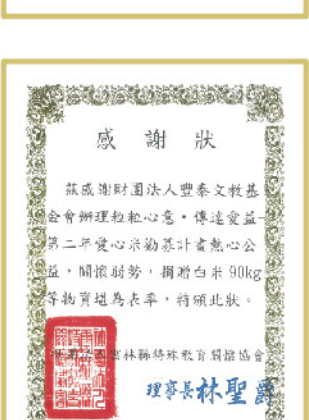 感謝狀
茲感謝財團法人豐泰文教基
金會辦理粒粒心意‧傳達愛益
第二年愛心米勸募計畫熱心公
益，關懷弱勢，捐贈白米90kg
等物資堪為表率，特頒此狀。
雲林縣特殊教育關懷協會
理事長林聖爵